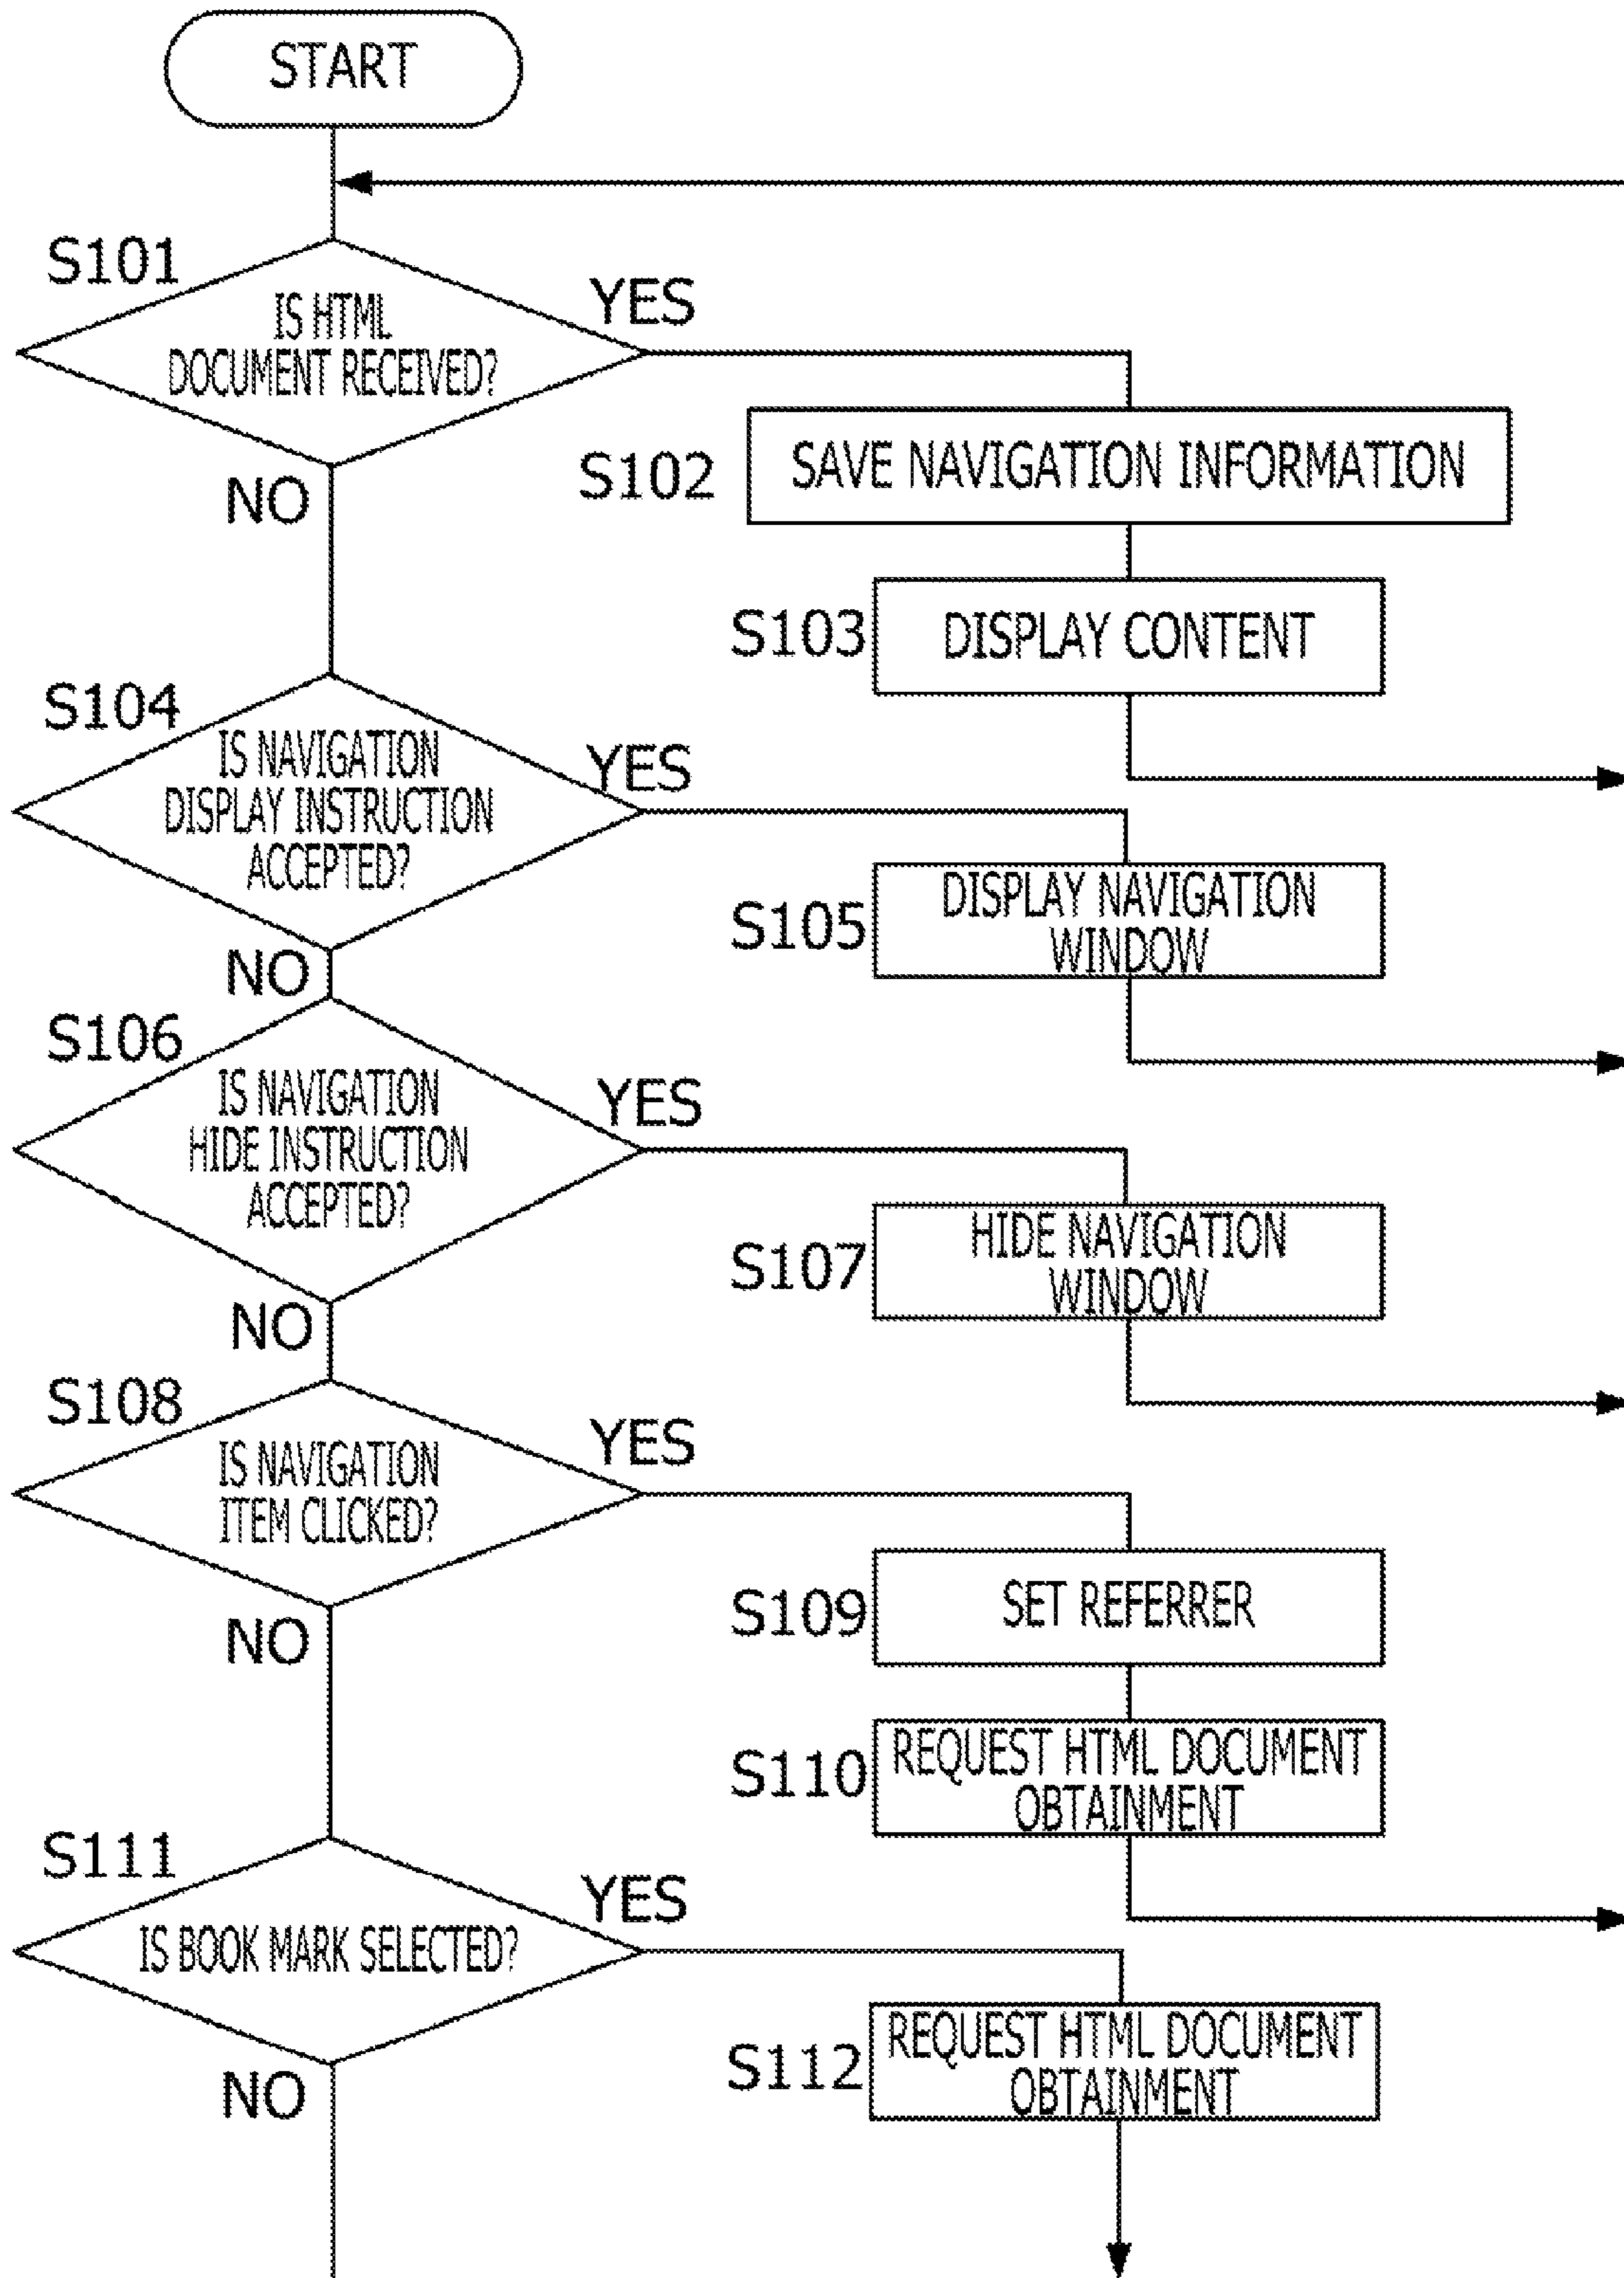 START
S101
IS HTML
DOCUMENT RECEIVED?
YES
NO
S102
SAVE NAVIGATION INFORMATION
S103
DISPLAY CONTENT
S104
IS NAVIGATION
DISPLAY INSTRUCTION
ACCEPTED?
YES
NO
S105
DISPLAY NAVIGATION
WINDOW
S106
IS NAVIGATION
HIDE INSTRUCTION
ACCEPTED?
YES
NO
S107
HIDE NAVIGATION
WINDOW
S108
IS NAVIGATION
ITEM CLICKED?
YES
NO
S109
SET REFERRER
S110
REQUEST HTML DOCUMENT
OBTAINMENT
S111
IS BOOK MARK SELECTED?
YES
NO
S112
REQUEST HTML DOCUMENT
OBTAINMENT